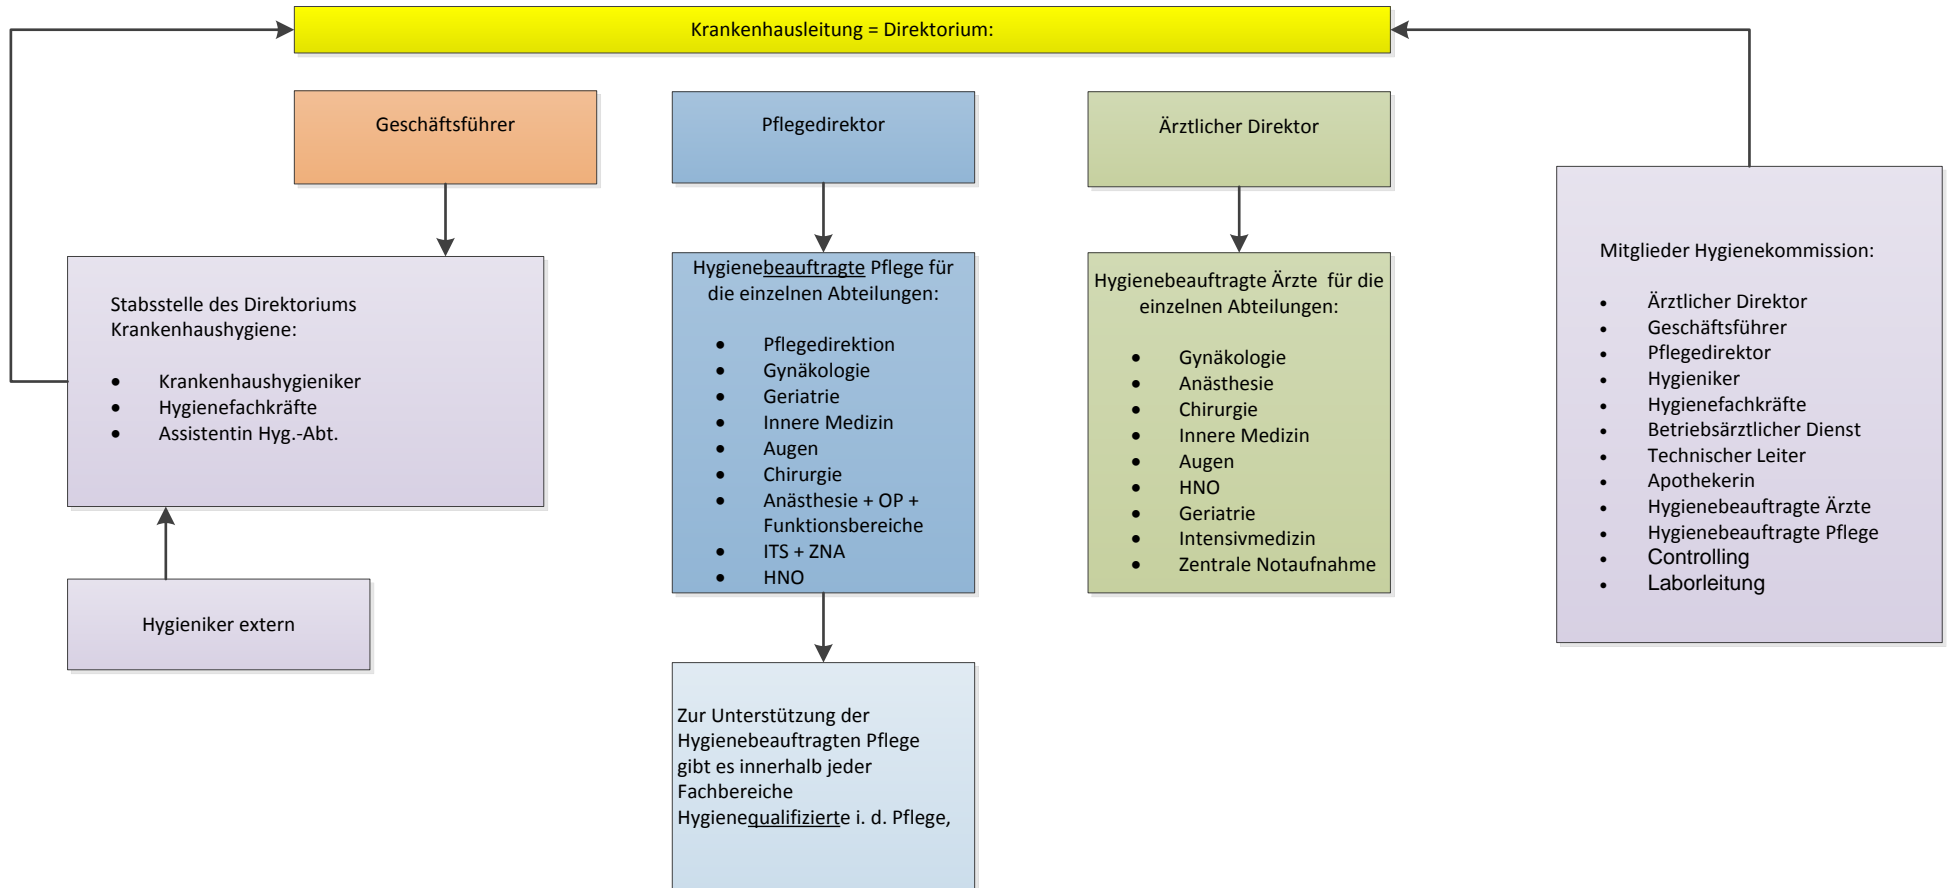 Krankenhausleitung = Direktorium:
Geschäftsführer
Pflegedirektor
Ärztlicher Direktor
Stabsstelle des Direktoriums
Krankenhaushygiene:
• Krankenhaushygieniker
• Hygienefachkräfte
• Assistentin Hyg.-Abt.
Hygieniker extern
Hygienebeauftragte Pflege für
die einzelnen Abteilungen:
• Pflegedirektion
• Gynäkologie
• Geriatrie
• Innere Medizin
• Augen
• Chirurgie
• Anästhesie + OP +
Funktionsbereiche
• ITS + ZNA
• HNO
Zur Unterstützung der
Hygienebeauftragten Pflege
gibt es innerhalb jeder
Fachbereiche
Hygienequalifizierte i. d. Pflege,
Hygienebeauftragte Ärzte für die
einzelnen Abteilungen:
• Gynäkologie
• Anästhesie
• Chirurgie
• Innere Medizin
• Augen
• HNO
• Geriatrie
• Intensivmedizin
• Zentrale Notaufnahme
Mitglieder Hygienekommission:
• Ärztlicher Direktor
• Geschäftsführer
• Pflegedirektor
• Hygieniker
• Hygienefachkräfte
• Betriebsärztlicher Dienst
• Technischer Leiter
• Apothekerin
• Hygienebeauftragte Ärzte
• Hygienebeauftragte Pflege
• Controlling
• Laborleitung